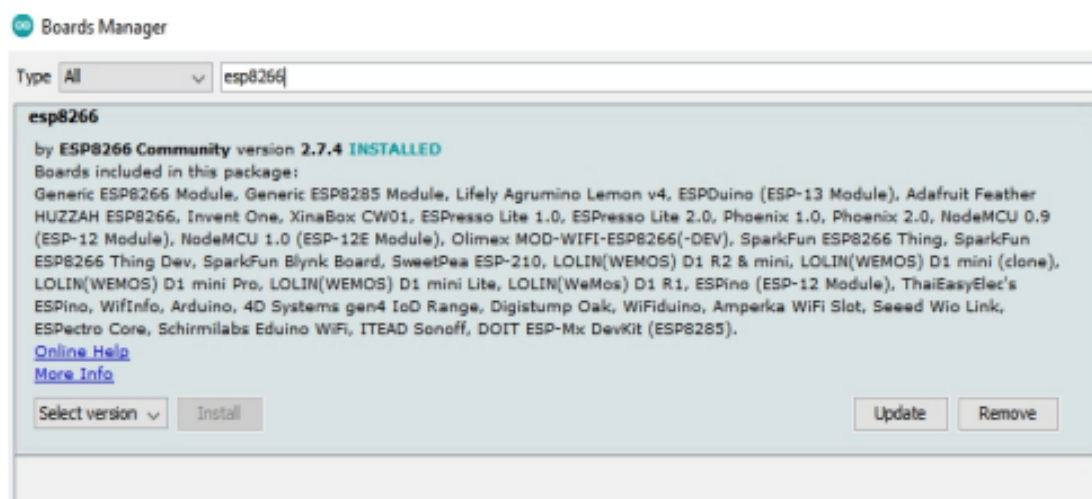 Boards Manager
Type All esp8266
esp8266
by ESP8266 Community version 2.7.4 INSTALLED
Boards included in this package:
Generic ESP8266 Module, Generic ESP8285 Module, Lifely Agrumino Lemon v4, ESPDuino (ESP-13 Module), Adafruit Feather
HUZZAH ESP8266, Invent One, XinaBox CW01, ESPresso Lite 1.0, ESPresso Lite 2.0, Phoenix 1.0, Phoenix 2.0, NodeMCU 0.9
(ESP-12 Module), NodeMCU 1.0 (ESP-12E Module), Olimex MOD-WIFI-ESP8266(-DEV), SparkFun ESP8266 Thing, SparkFun
ESP8266 Thing Dev, SparkFun Blynk Board, SweetPea ESP-210, LOLIN(WEMOS) D1 R2 & mini, LOLIN(WEMOS) D1 mini (clone),
LOLIN(WEMOS) D1 mini Pro, LOLIN(WEMOS) D1 mini Lite, LOLIN(WeMos) D1 R1, ESPino (ESP-12 Module), ThaiEasyElec's
ESPino, WifInfo, Arduino, 4D Systems gen4 IoD Range, Digistump Oak, WiFiduino, Amperka WiFi Slot, Seeed Wio Link,
ESPectro Core, Schirmilabs Eduino WiFi, ITEAD Sonoff, DOIT ESP-Mx DevKit (ESP8285).
Online Help
More Info
Select version Install Update Remove